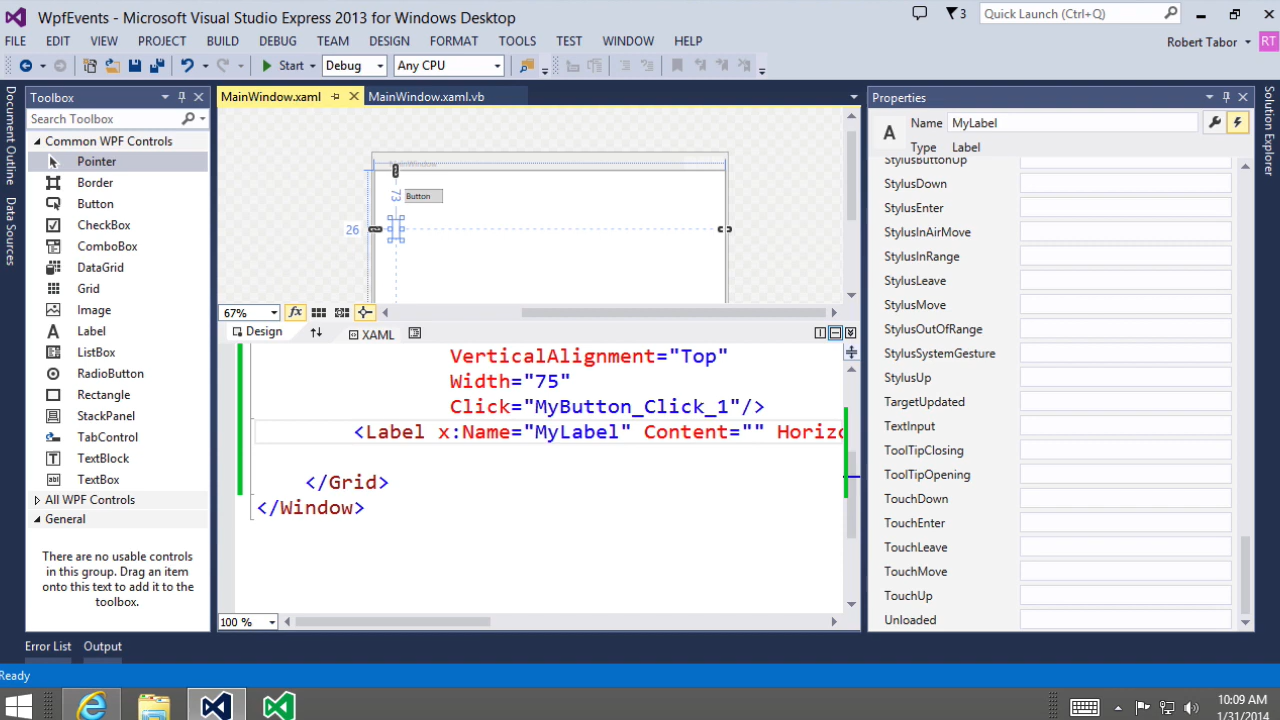 WpfEvents - Microsoft Visual Studio Express 2013 for Windows Desktop
3
Quick Launch (Ctrl+Q)
FILE EDIT VIEW PROJECT BUILD DEBUG TEAM DESIGN FORMAT TOOLS TEST WINDOW HELP
Robert Tabor RT
Start Debug Any CPU
Document Outline
Data Sources
Toolbox
Search Toolbox
Common WPF Controls
Pointer
Border
Button
CheckBox
ComboBox
DataGrid
Grid
Image
Label
ListBox
RadioButton
Rectangle
StackPanel
TabControl
TextBlock
TextBox
All WPF Controls
General
There are no usable controls
in this group. Drag an item
onto this text to add it to the
toolbox.
MainWindow.xaml MainWindow.xaml.vb
MainWindow
73
Button
26
67%
fx
Design XAML
VerticalAlignment="Top"
Width="75"
Click="MyButton_Click_1"/>
<Label x:Name="MyLabel" Content="" Horizo
</Grid>
</Window>
100 %
Properties
Name MyLabel
Type Label
StylusButtonUp
StylusDown
StylusEnter
StylusInAirMove
StylusInRange
StylusLeave
StylusMove
StylusOutOfRange
StylusSystemGesture
StylusUp
TargetUpdated
TextInput
ToolTipClosing
ToolTipOpening
TouchDown
TouchEnter
TouchLeave
TouchMove
TouchUp
Unloaded
Solution Explorer
Error List Output
Ready
10:09 AM
1/31/2014